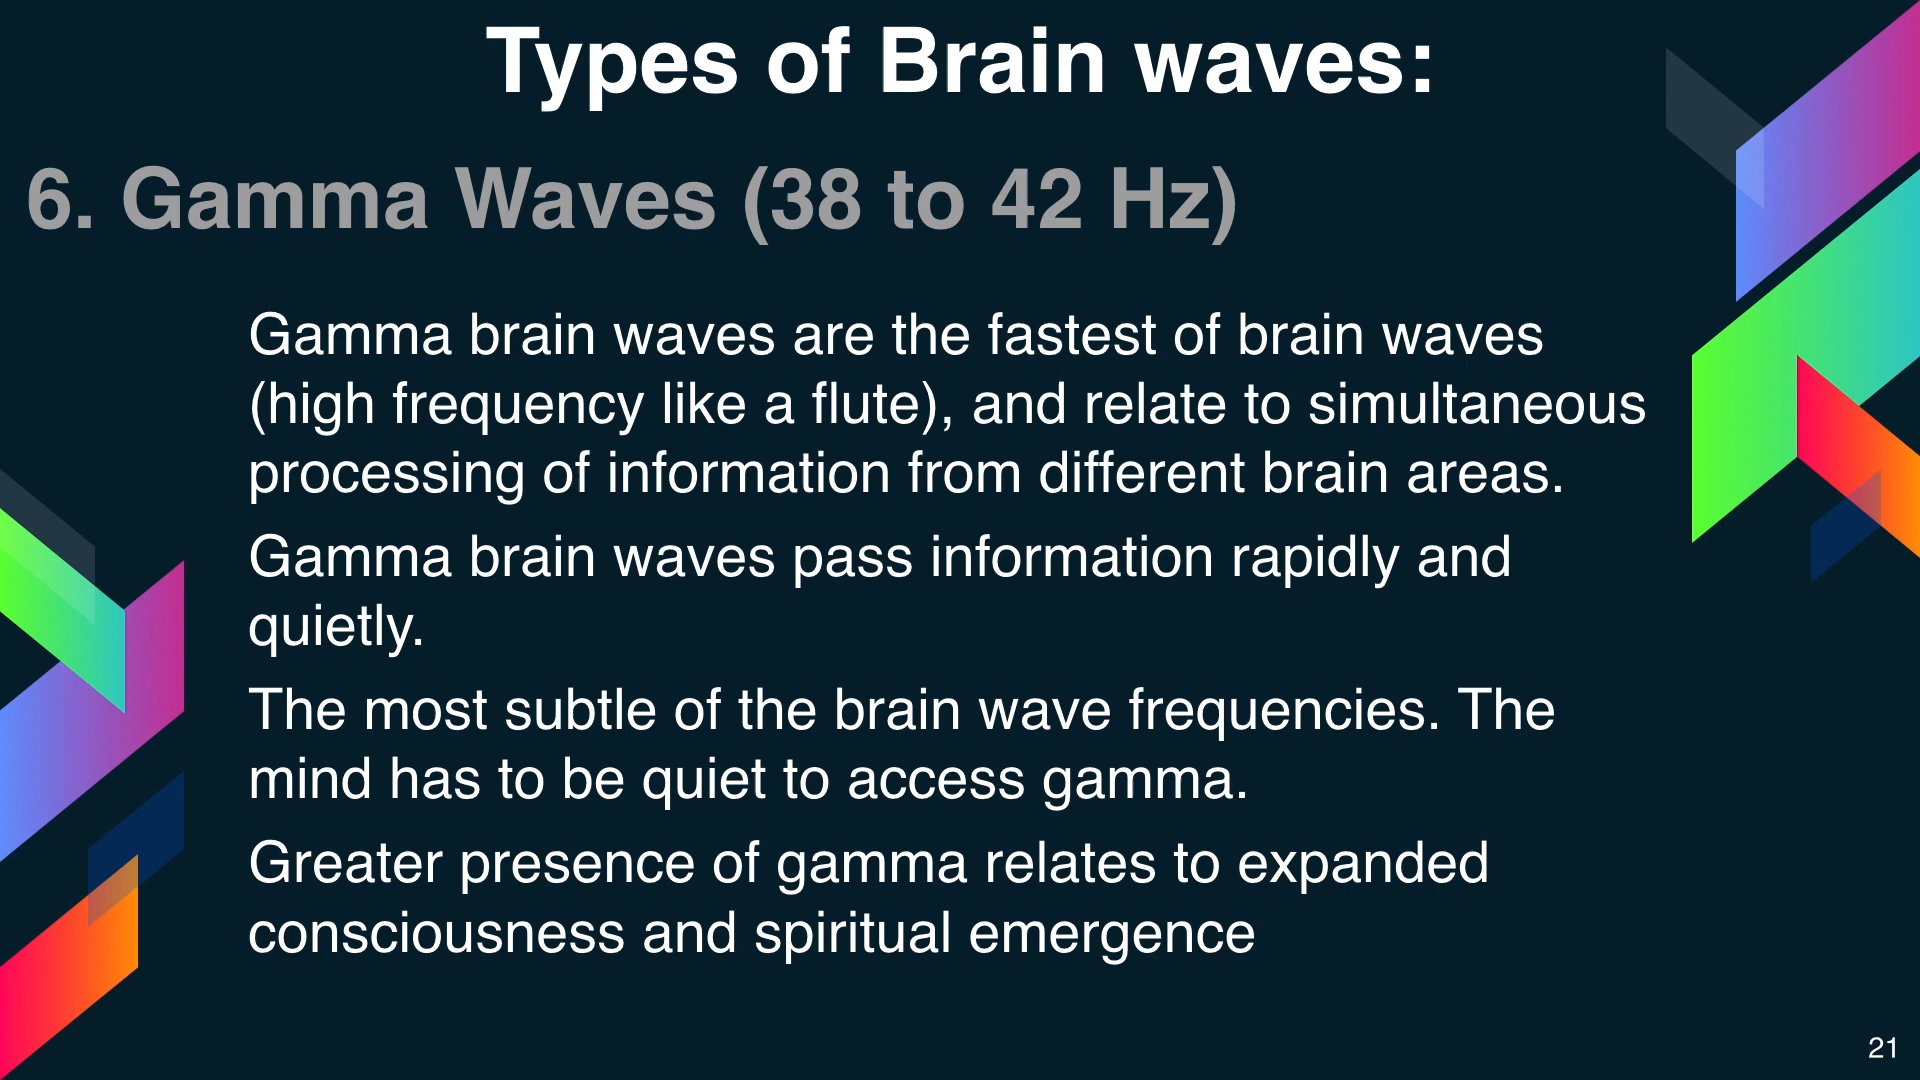 Types of Brain waves:
6. Gamma Waves (38 to 42 Hz)
Gamma brain waves are the fastest of brain waves
(high frequency like a flute), and relate to simultaneous
processing of information from different brain areas.
Gamma brain waves pass information rapidly and
quietly.
The most subtle of the brain wave frequencies. The
mind has to be quiet to access gamma.
Greater presence of gamma relates to expanded
consciousness and spiritual emergence
21